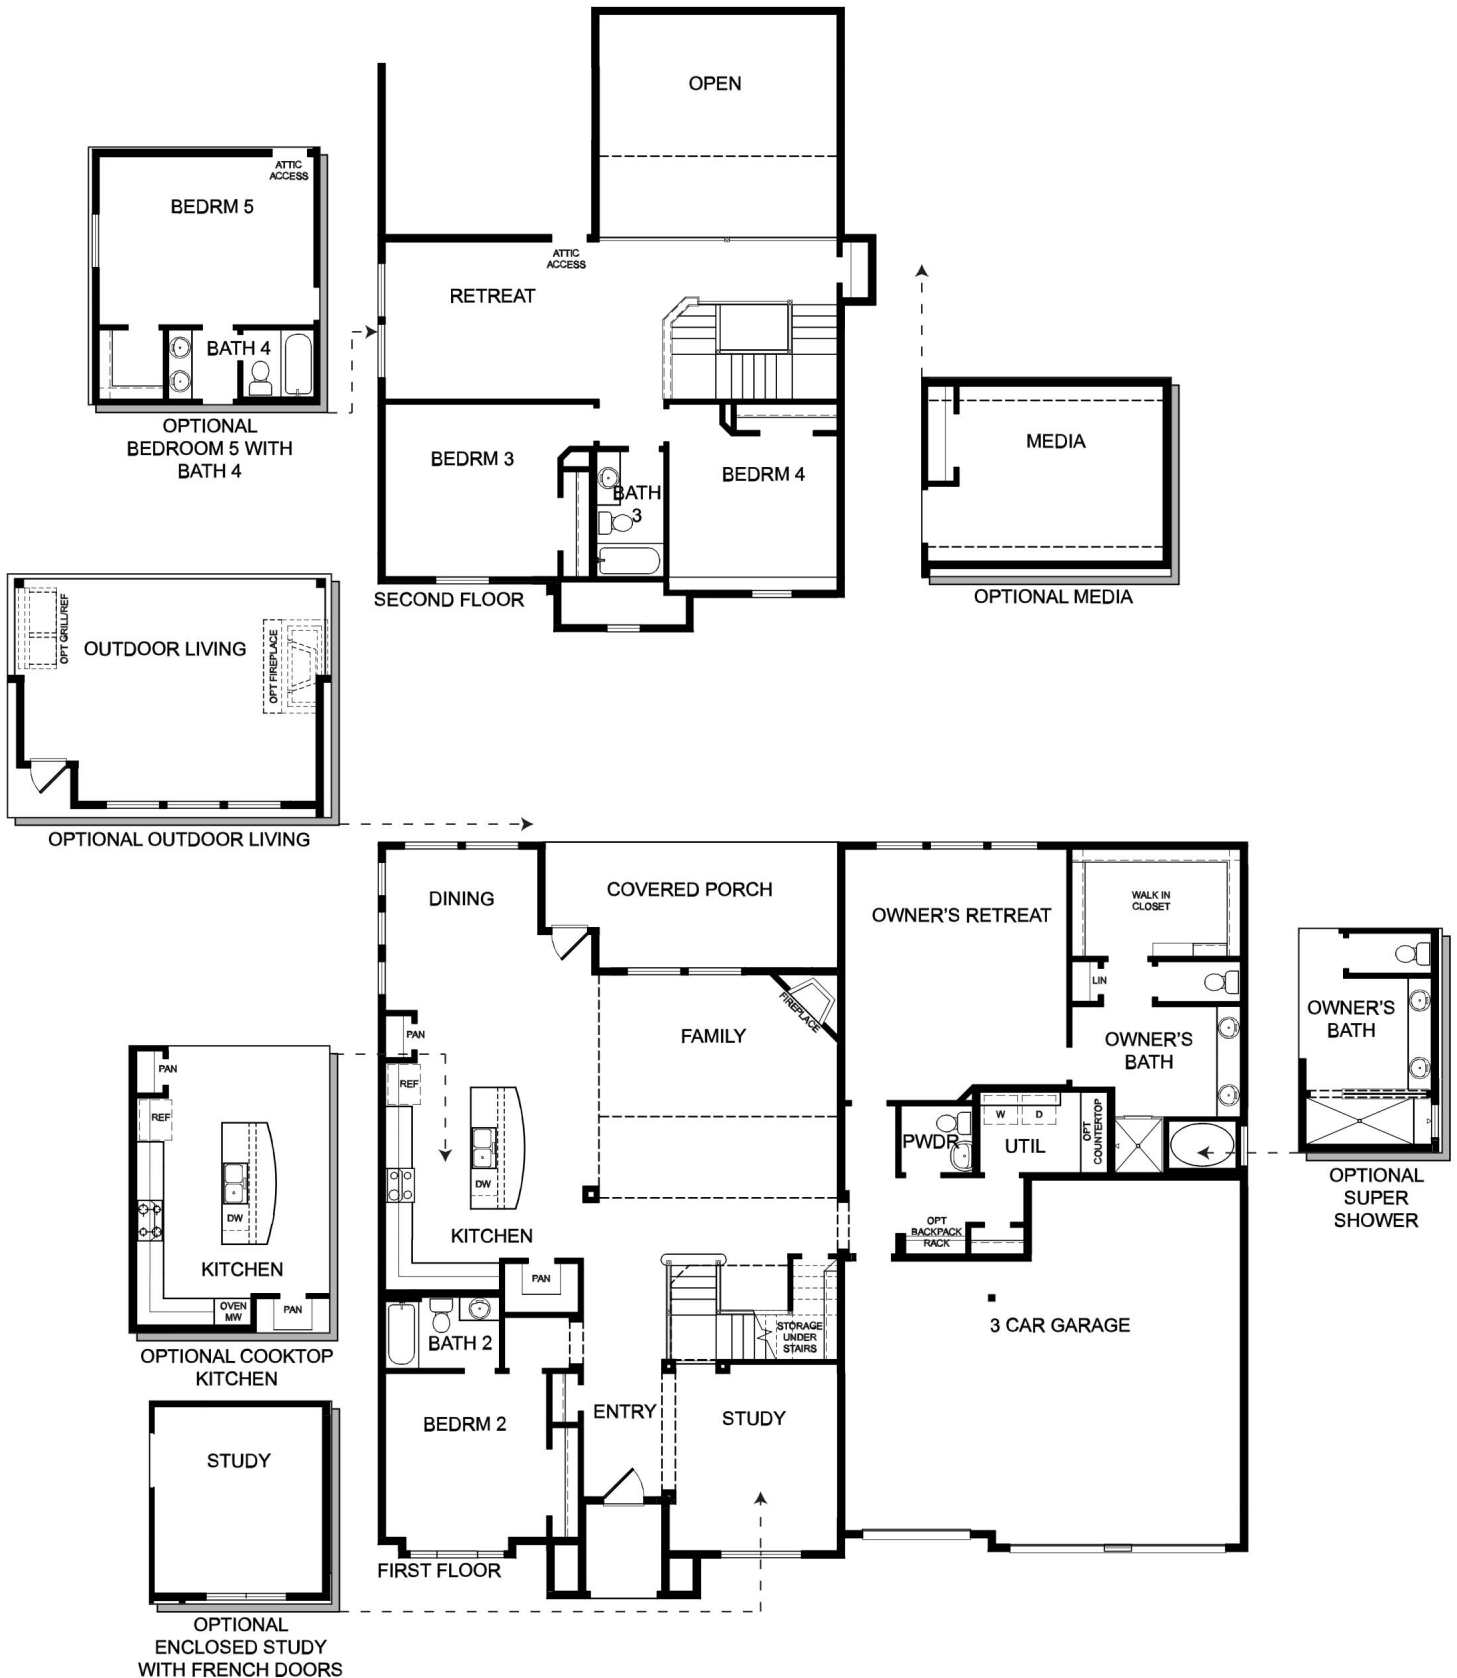 OPEN
ATTIC
ACCESS
BEDRM 5
BATH 4
OPTIONAL
BEDROOM 5 WITH
BATH 4
ATTIC
ACCESS
RETREAT
BEDRM 3
BATH
3
BEDRM 4
SECOND FLOOR
MEDIA
OPTIONAL MEDIA
OPT GRILL/REF
OUTDOOR LIVING
OPT FIREPLACE
OPTIONAL OUTDOOR LIVING
DINING
COVERED PORCH
OWNER'S RETREAT
WALK IN
CLOSET
LIN
OWNER'S
BATH
FIREPLACE
FAMILY
PAN
REF
DW
KITCHEN
PAN
PWDR
W
D
UTIL
OPT
COUNTERTOP
OPT
BACKPACK
RACK
3 CAR GARAGE
STORAGE
UNDER
STAIRS
BATH 2
BEDRM 2
ENTRY
STUDY
FIRST FLOOR
OWNER'S
BATH
OPTIONAL
SUPER
SHOWER
PAN
REF
DW
KITCHEN
OVEN
MW
PAN
OPTIONAL COOKTOP
KITCHEN
STUDY
OPTIONAL
ENCLOSED STUDY
WITH FRENCH DOORS